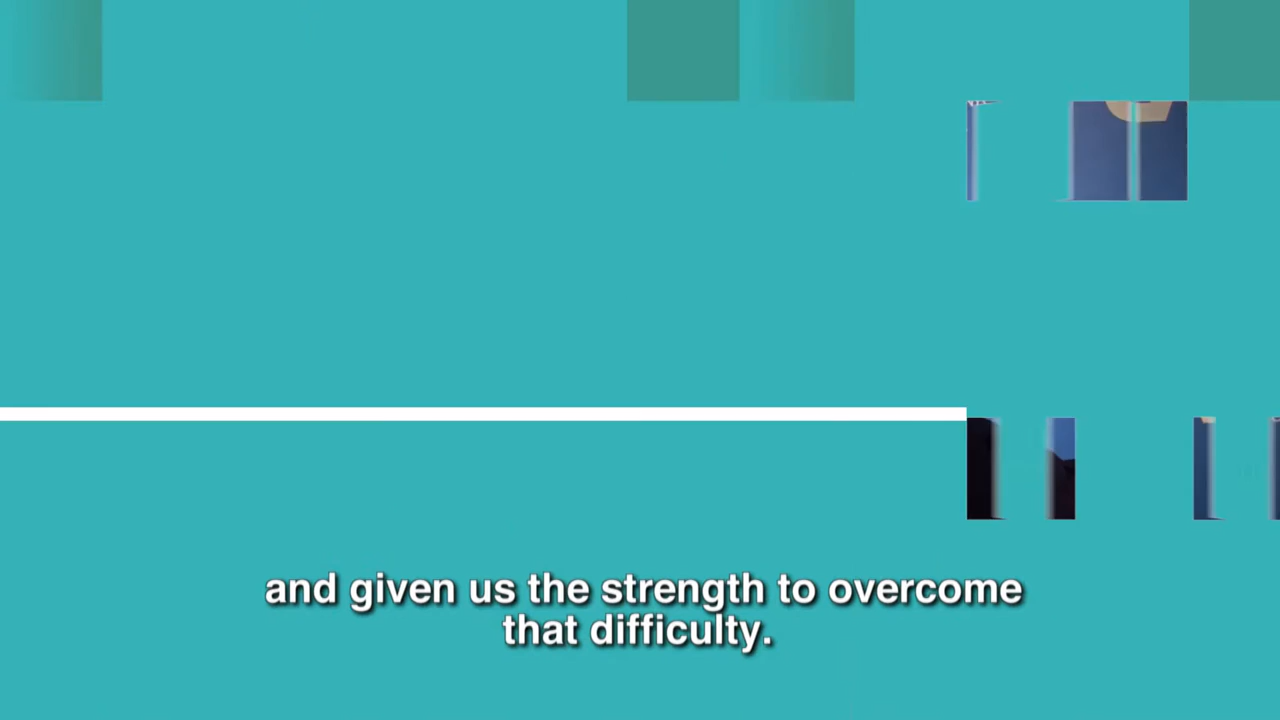 and given us the strength to overcome
that difficulty.